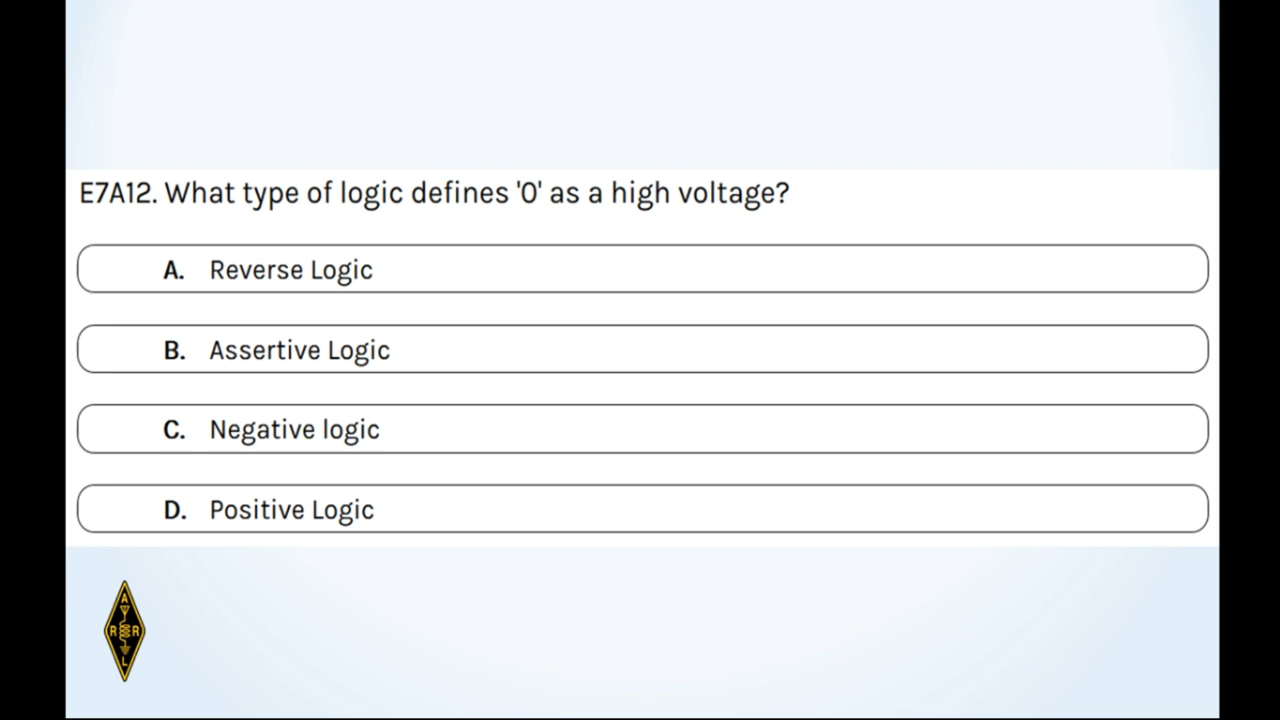 E7A12. What type of logic defines '0' as a high voltage?
A. Reverse Logic
B. Assertive Logic
C. Negative logic
D. Positive Logic
A
R R
L